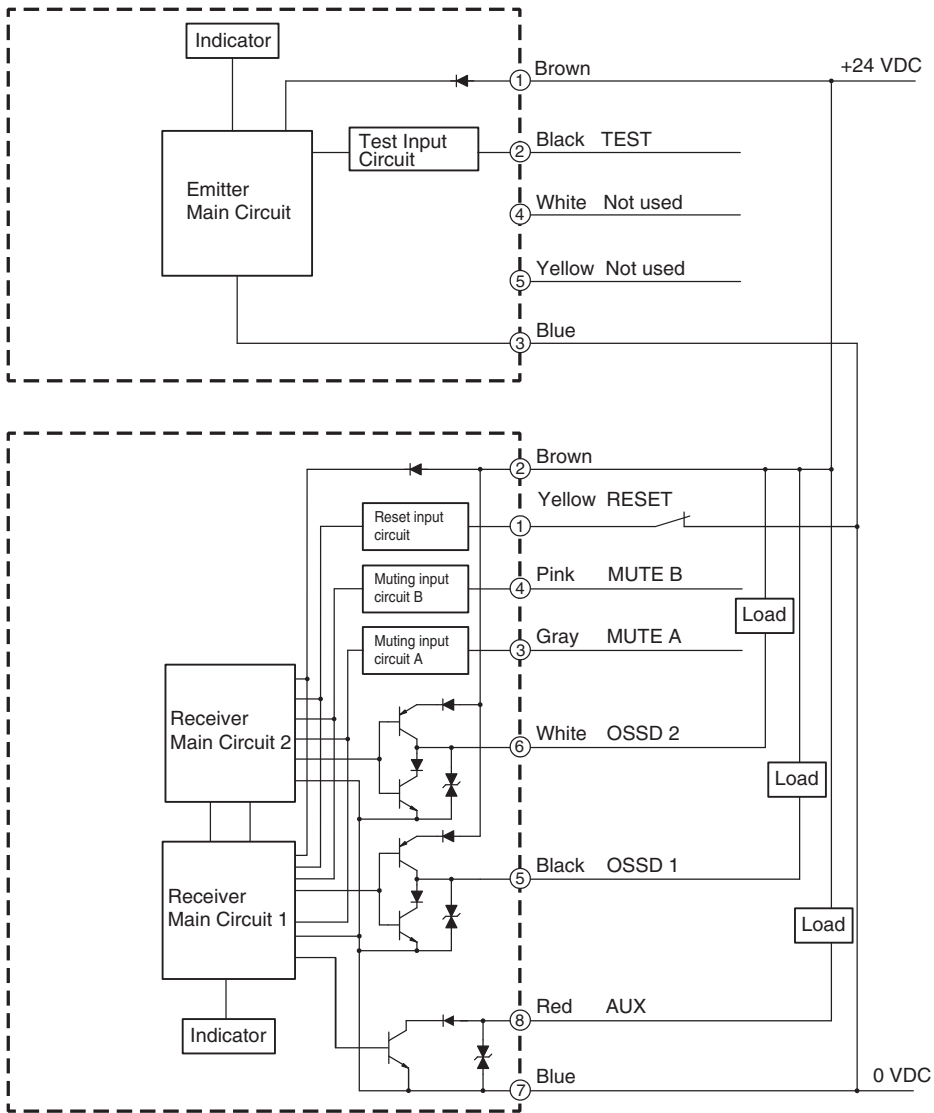 Indicator
1 Brown
+24 VDC
Test Input
Circuit
2 Black TEST
Emitter
Main Circuit
4 White Not used
5 Yellow Not used
3 Blue
2 Brown
Reset input
circuit
1 Yellow RESET
Muting input
circuit B
4 Pink MUTE B
Load
Muting input
circuit A
3 Gray MUTE A
Receiver
Main Circuit 2
6 White OSSD 2
Load
Receiver
Main Circuit 1
5 Black OSSD 1
Load
Indicator
8 Red AUX
7 Blue
0 VDC